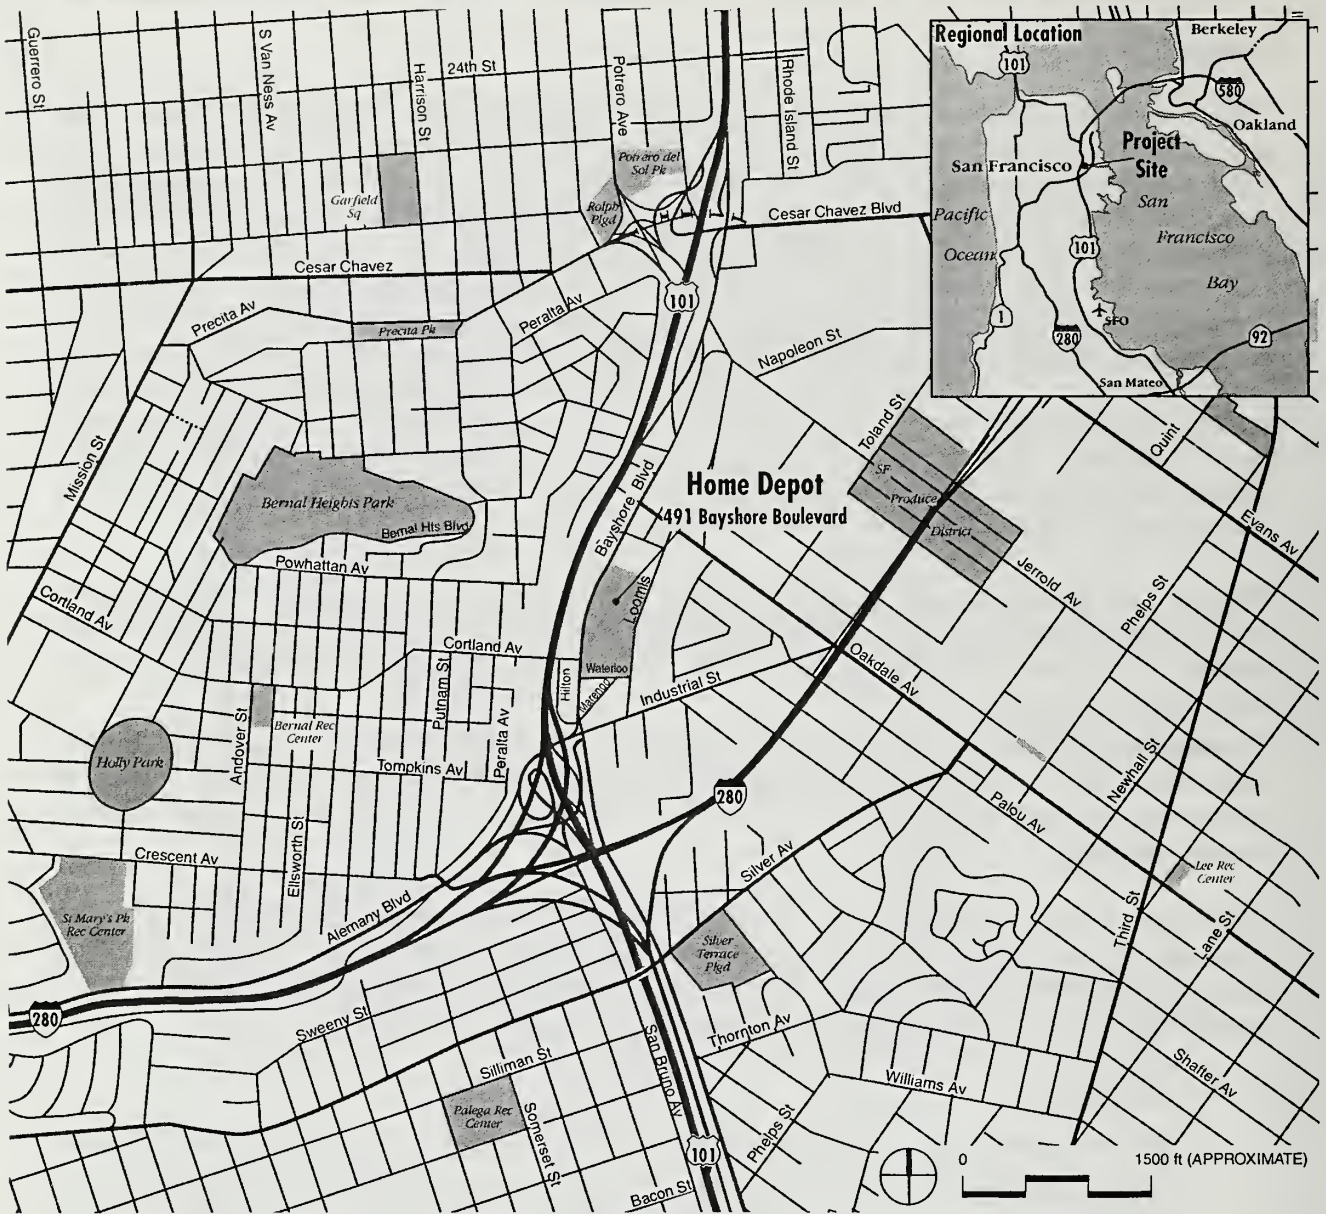 Guerrero St
S Van Ness Av
Harrison St
24th St
Potrero Ave
Rhode Island St
Potrero del
Sol Pk
Rolph
Plgd
Garfield
Sq
Cesar Chavez Blvd
Cesar Chavez
Precita Av
Precita Pk
Peralta Av
101
Napoleon St
Regional Location
101
Berkeley
580
Oakland
Project
Site
San Francisco
San
Francisco
Bay
Pacific
Ocean
101
1
SFO
280
92
San Mateo
Toland St
SF
Produce
District
Quint
Evans Av
Jerrold Av
Phelps St
Mission St
Bernal Heights Park
Bernal Hts Blvd
Bayshore Blvd
Home Depot
491 Bayshore Boulevard
Powhattan Av
Cortland Av
Cortland Av
Loomis
Waterloo
Hilton
Marengo
Industrial St
Oakdale Av
Putnam St
Peralta Av
Andover St
Bernal Rec
Center
Holly Park
Tompkins Av
280
Newhall St
Palou Av
Crescent Av
Ellsworth St
Silver Av
Lee Rec
Center
St Mary's Pk
Rec Center
Alemany Blvd
Silver
Terrace
Plgd
Third St
Lane St
280
Sweeny St
San Bruno Av
Thornton Av
Silliman St
Williams Av
Shafter Av
Palega Rec
Center
Somerset St
Phelps St
101
Bacon St
0 1500 ft (APPROXIMATE)